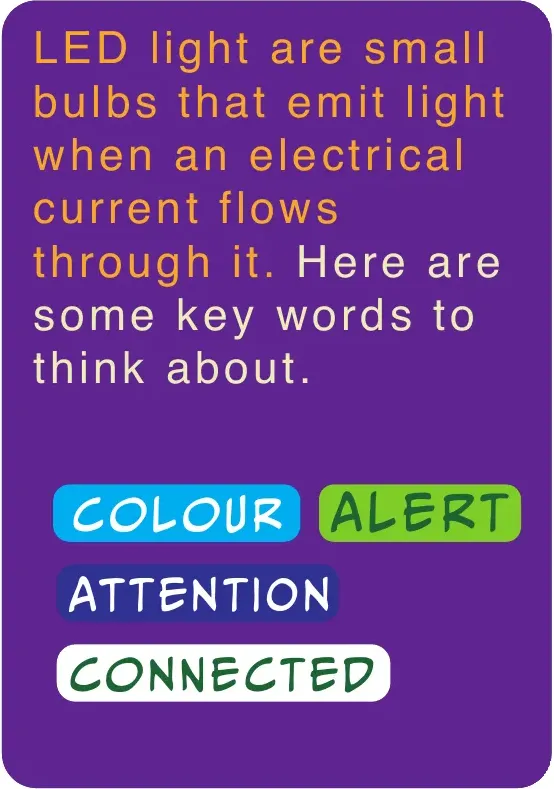 LED light are small
bulbs that emit light
when an electrical
current flows
through it. Here are
some key words to
think about.
COLOUR ALERT
ATTENTION
CONNECTED